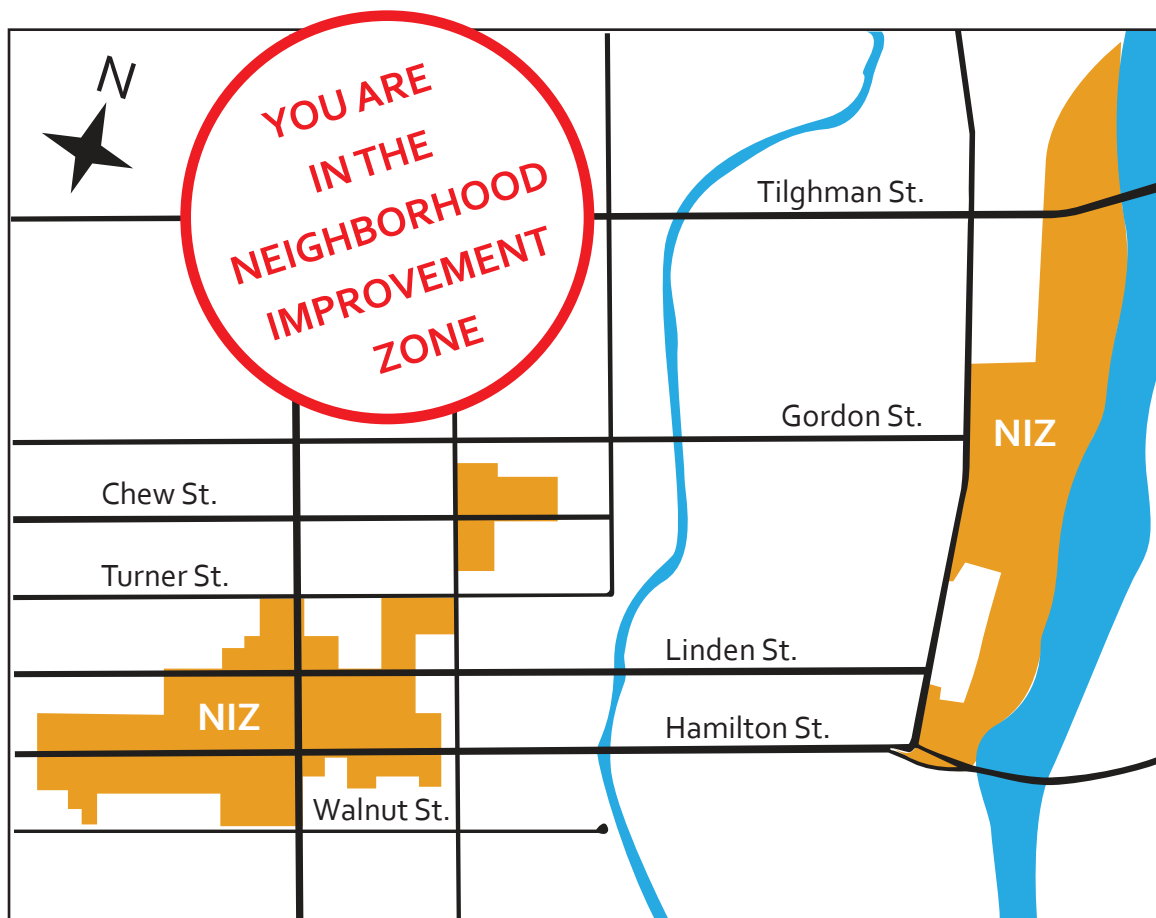 N
YOU ARE
IN THE
NEIGHBORHOOD
IMPROVEMENT
ZONE
Tilghman St.
Gordon St.
NIZ
Chew St.
Turner St.
Linden St.
NIZ
Hamilton St.
Walnut St.